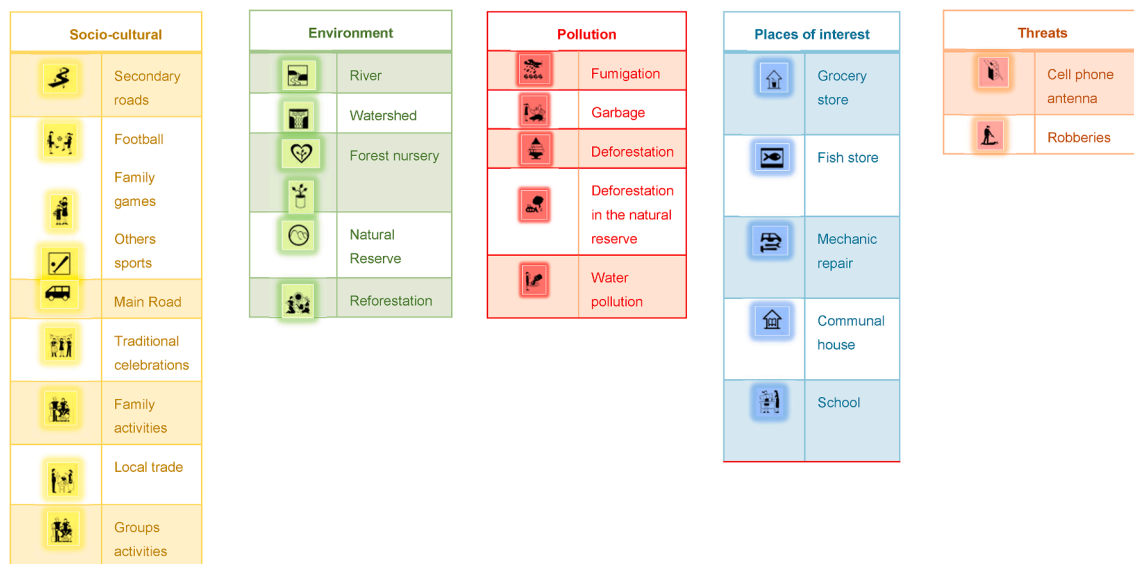 Socio-cultural
Secondary
roads
Football
Family
games
Others
sports
Main Road
Traditional
celebrations
Family
activities
Local trade
Groups
activities
Environment
River
Watershed
Forest nursery
Natural
Reserve
Reforestation
Pollution
Fumigation
Garbage
Deforestation
Deforestation
in the natural
reserve
Water
pollution
Places of interest
Grocery
store
Fish store
Mechanic
repair
Communal
house
School
Threats
Cell phone
antenna
Robberies